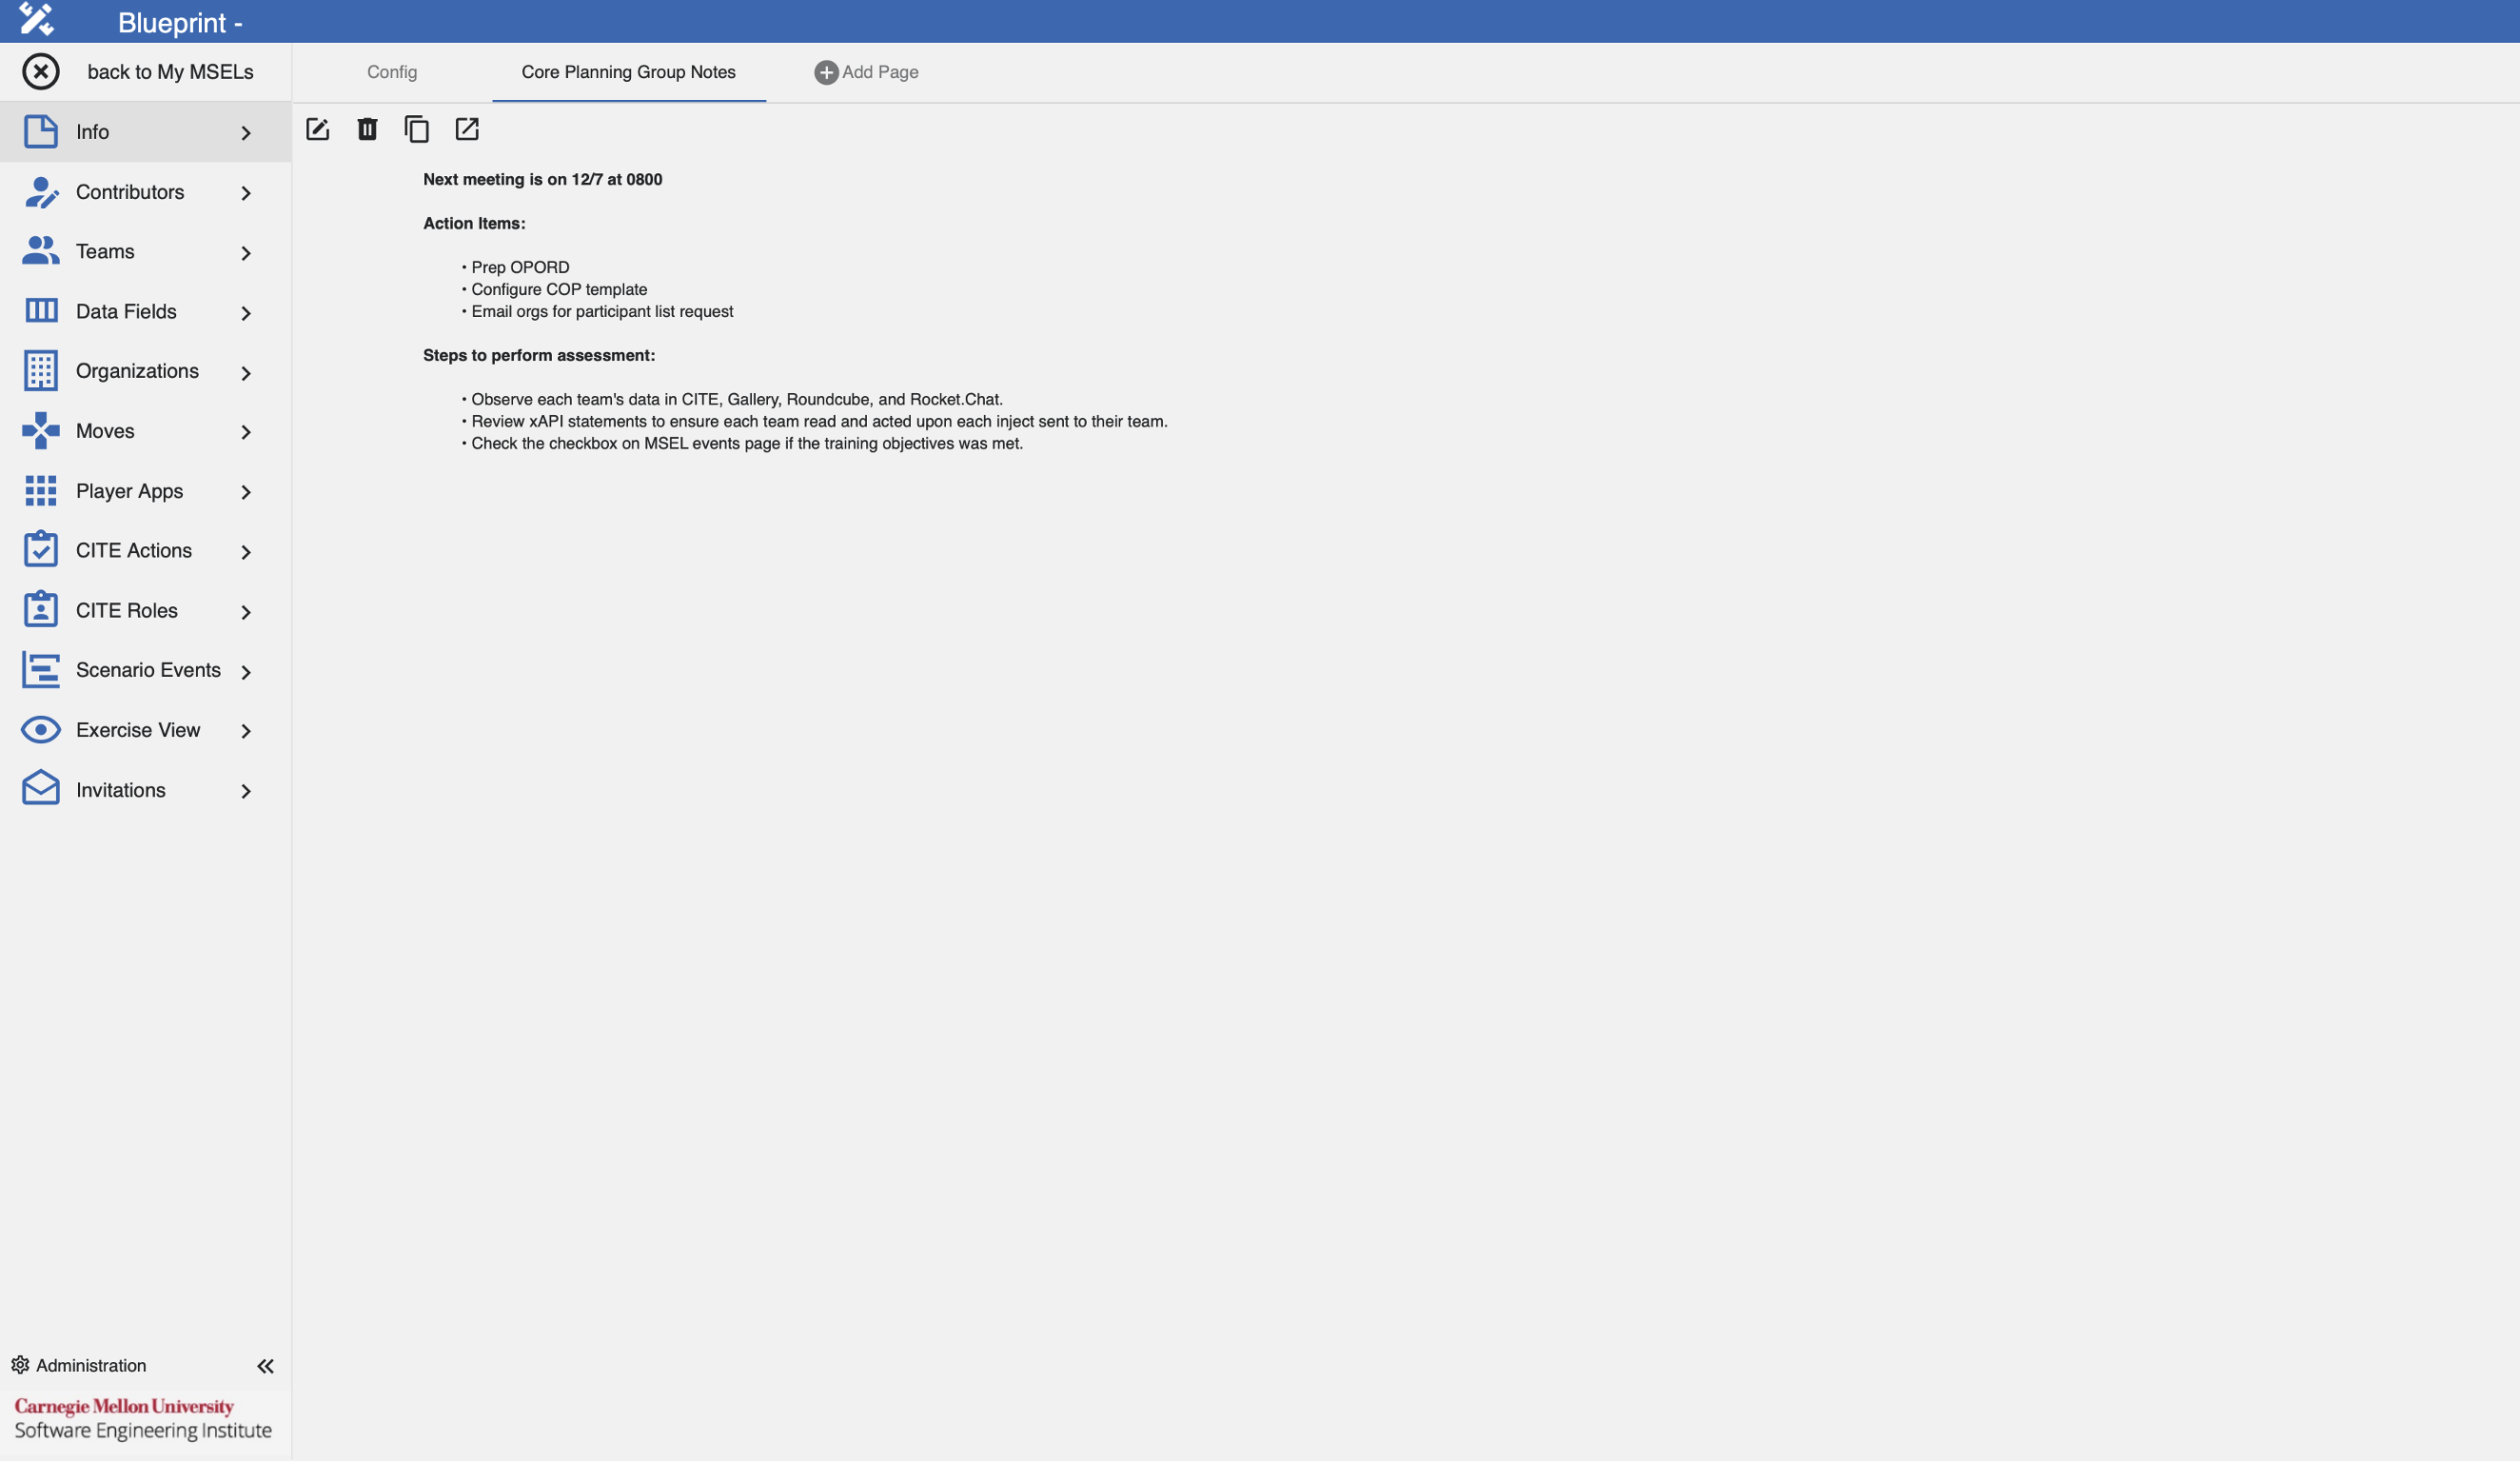 Blueprint -
back to My MSELs
Config
Core Planning Group Notes
Add Page
Info
Contributors
Teams
Data Fields
Organizations
Moves
Player Apps
CITE Actions
CITE Roles
Scenario Events
Exercise View
Invitations
Next meeting is on 12/7 at 0800
Action Items:
• Prep OPORD
• Configure COP template
• Email orgs for participant list request
Steps to perform assessment:
• Observe each team's data in CITE, Gallery, Roundcube, and Rocket.Chat.
• Review xAPI statements to ensure each team read and acted upon each inject sent to their team.
• Check the checkbox on MSEL events page if the training objectives was met.
Administration
Carnegie Mellon University
Software Engineering Institute